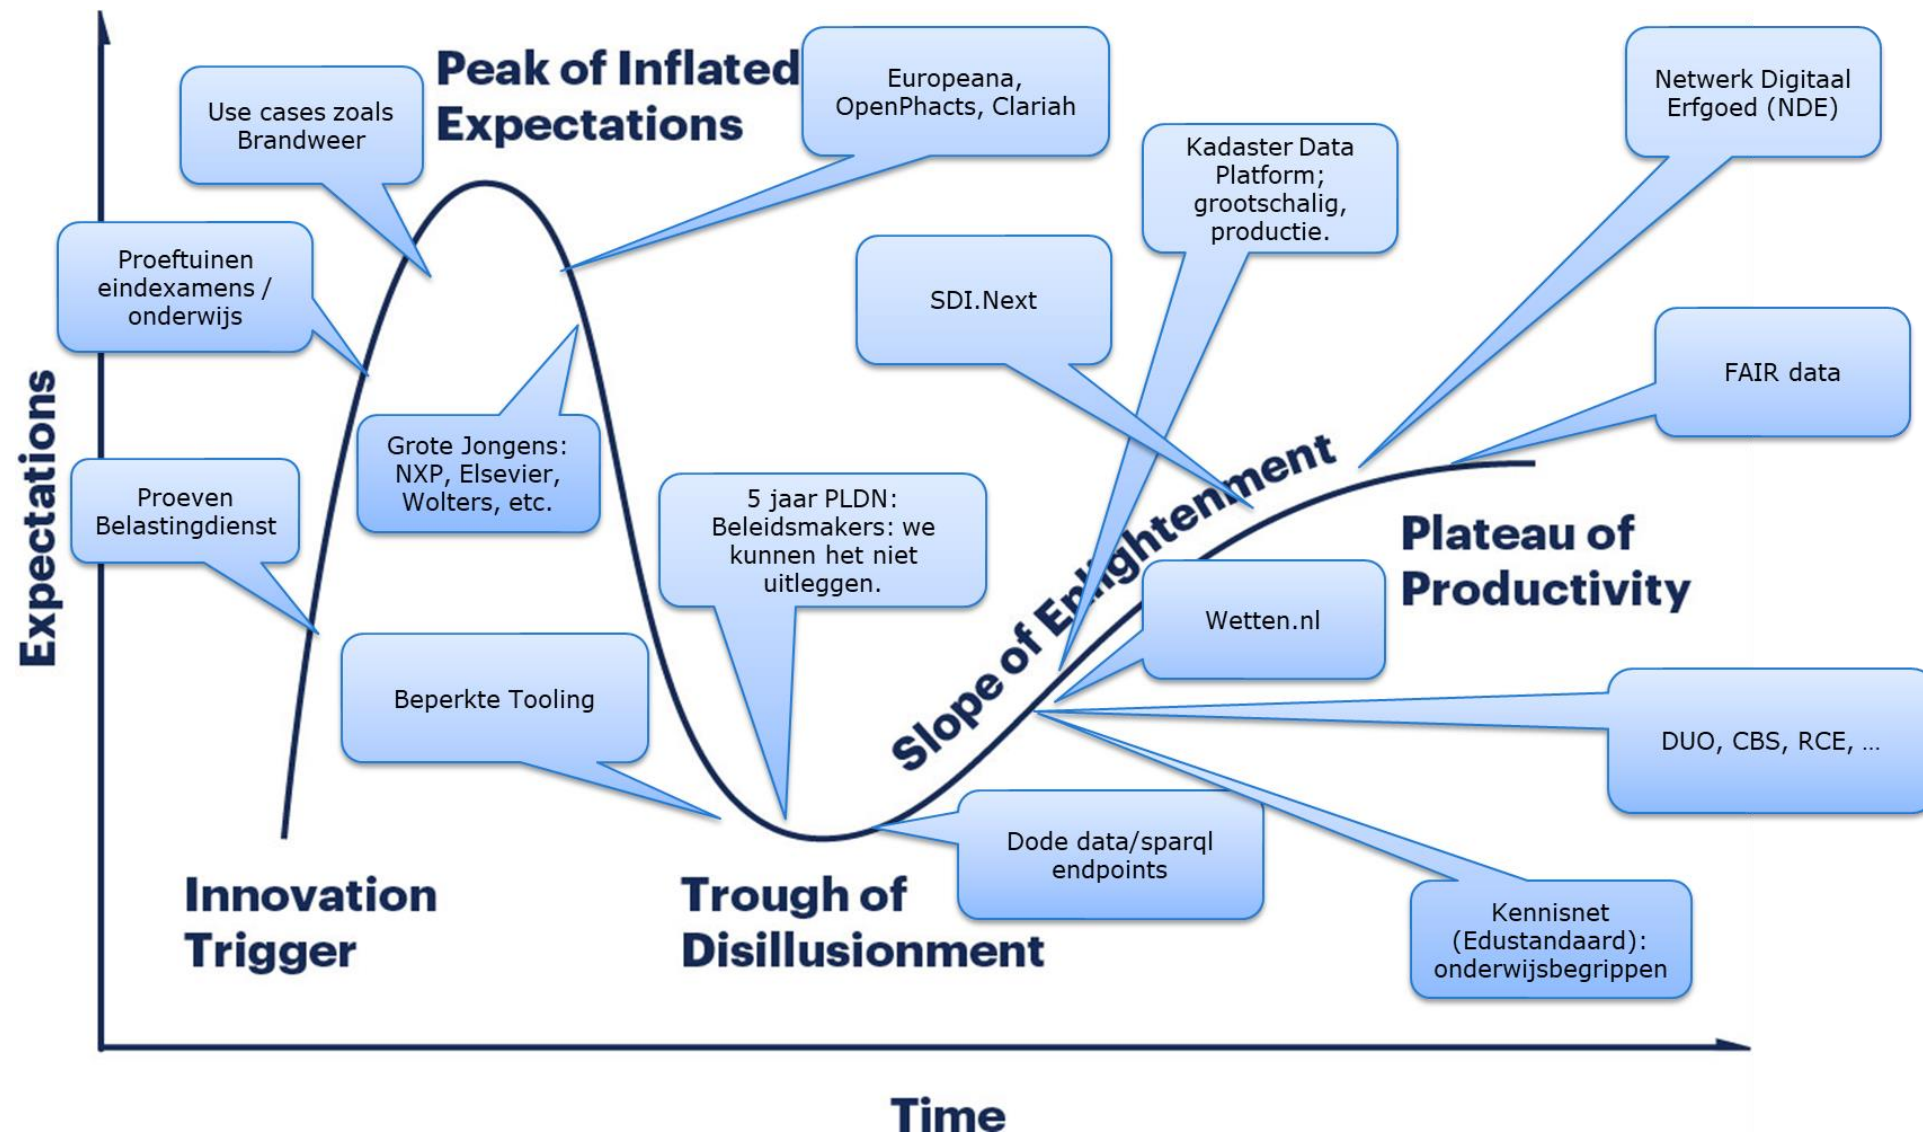 Peak of Inflated
Expectations
Europeana,
OpenPhacts, Clariah
Netwerk Digitaal
Erfgoed (NDE)
Use cases zoals
Brandweer
Kadaster Data
Platform;
grootschalig,
productie.
Proeftuinen
eindexamens /
onderwijs
SDI.Next
FAIR data
Expectations
Grote Jongens:
NXP, Elsevier,
Wolters, etc.
Proeven
Belastingdienst
5 jaar PLDN:
Beleidsmakers: we
kunnen het niet
uitleggen.
Slope of Enlightenment
Plateau of
Productivity
Wetten.nl
Beperkte Tooling
DUO, CBS, RCE, ...
Dode data/sparql
endpoints
Innovation
Trigger
Trough of
Disillusionment
Kennisnet
(Edustandaard):
onderwijsbegrippen
Time